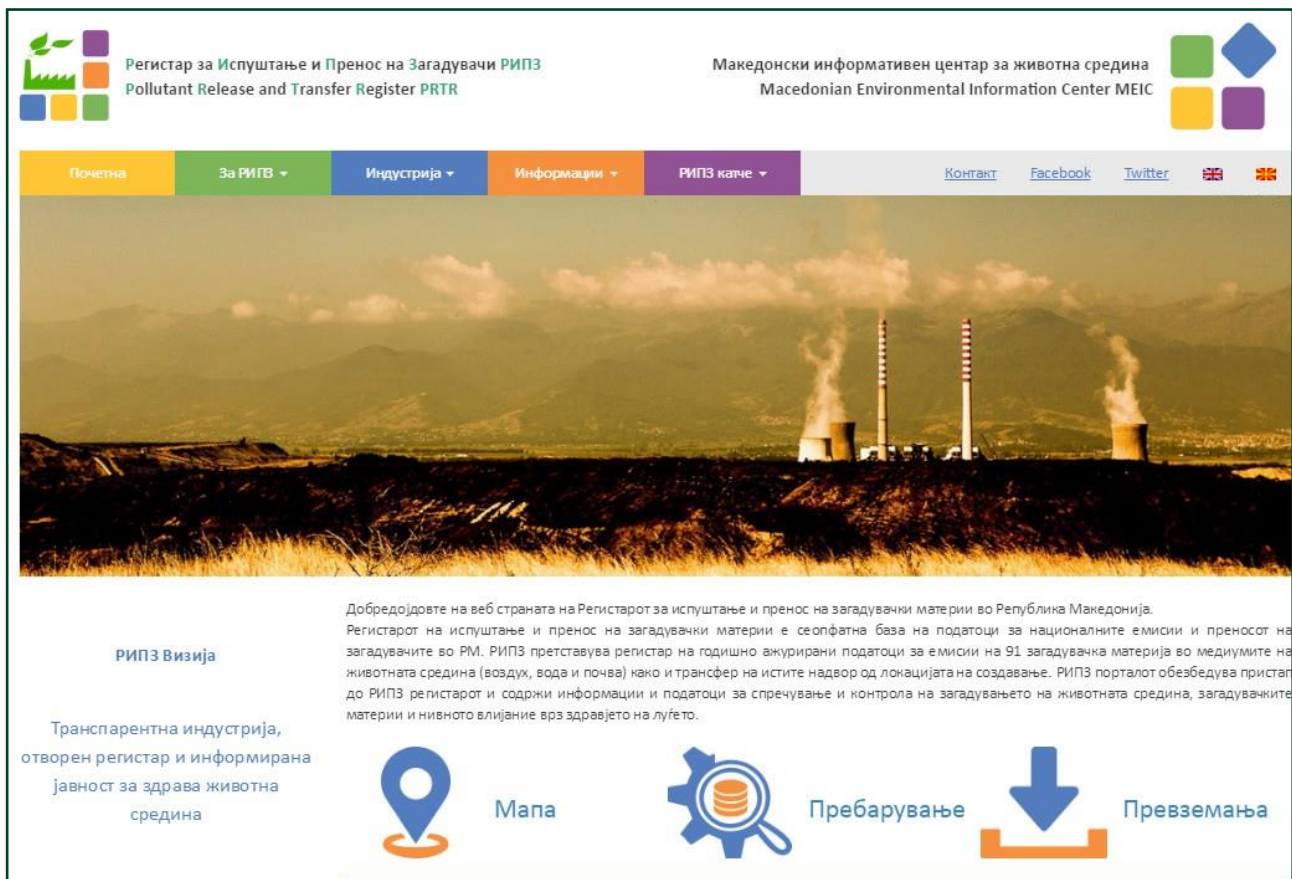 Регистар за Испуштање и Пренос на Загадувачи РИПЗ
Pollutant Release and Transfer Register PRTR
Македонски информативен центар за животна средина
Macedonian Environmental Information Center MEIC
Почетна
За РИПЗ
Индустрија
Информации
РИПЗ катче
Контакт
Facebook
Twitter
РИПЗ Визија
Транспарентна индустрија,
отворен регистар и информирана
јавност за здрава животна
средина
Добредојдовте на веб страната на Регистарот за испуштање и пренос на загадувачки материи во Република Македонија.
Регистарот на испуштање и пренос на загадувачки материи е сеопфатна база на податоци за националните емисии и преносот на
загадувачите во РМ. РИПЗ претставува регистар на годишно ажурирани податоци за емисии на 91 загадувачка материја во медиумите на
животната средина (воздух, вода и почва) како и трансфер на истите надвор од локацијата на создавање. РИПЗ порталот обезбедува пристап
до РИПЗ регистарот и содржи информации и податоци за спречување и контрола на загадувањето на животната средина, загадувачките
материи и нивното влијание врз здравјето на луѓето.
Мапа
Пребарување
Превземања